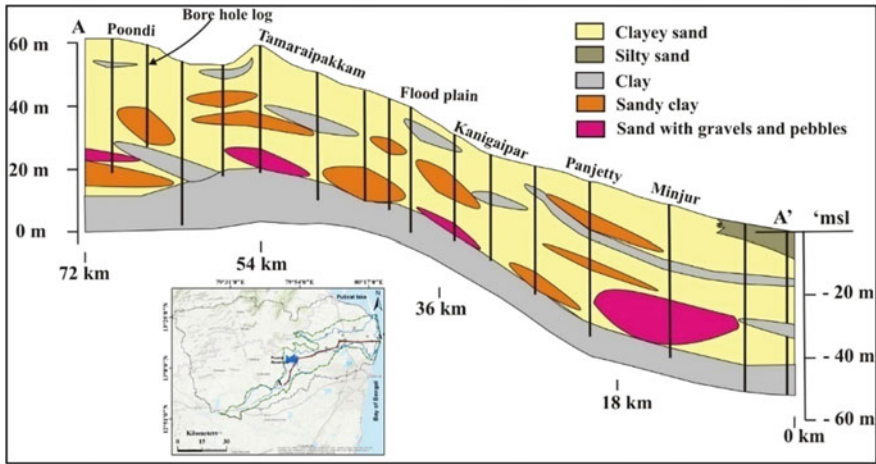 Bore hole log
A
Poondi
Tamaraipakkam
Flood plain
Kanigaipar
Panjetty
Minjur
A’
‘msl
Clayey sand
Silty sand
Clay
Sandy clay
Sand with gravels and pebbles
60 m
40 m
20 m
0 m
- 20 m
- 40 m
- 60 m
72 km
54 km
36 km
18 km
0 km
Pulicat lake
Bay of Bengal
Kilometers
0 15 30